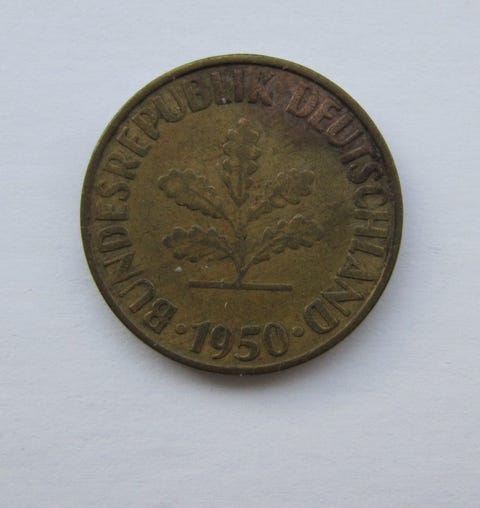 BUNDESREPUBLIK DEUTSCHLAND
· 1950 ·